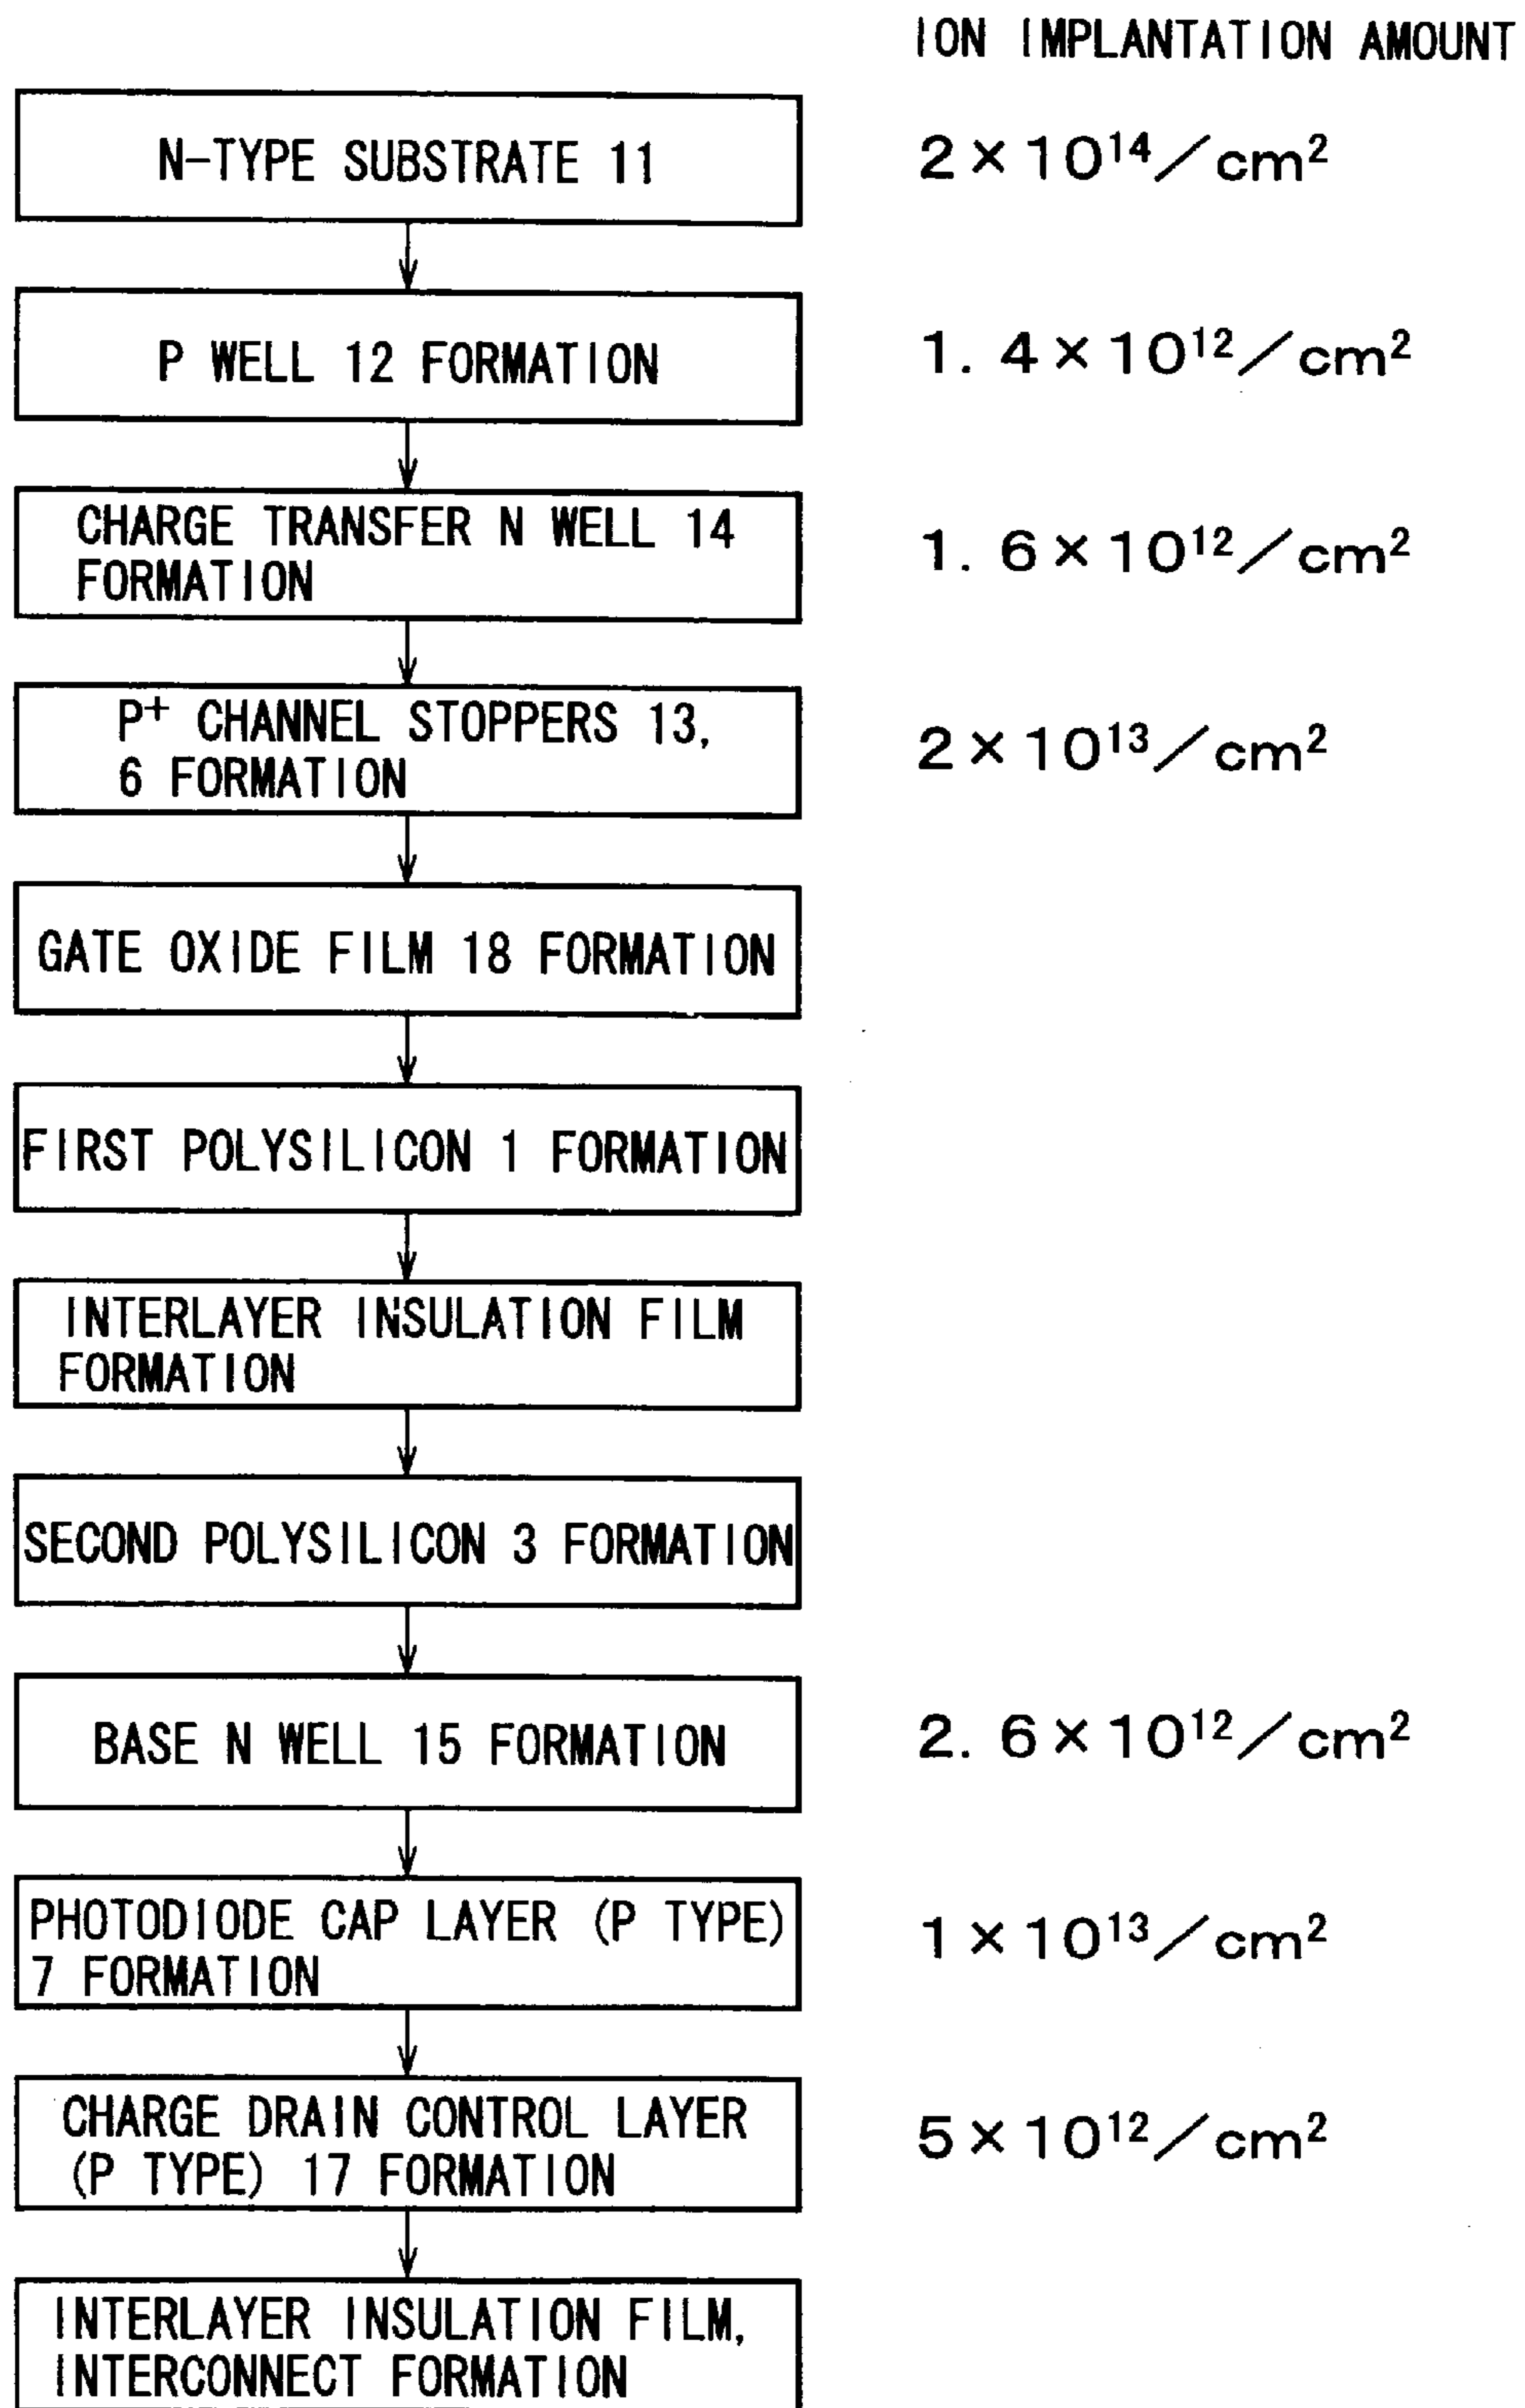 ION IMPLANTATION AMOUNT
N-TYPE SUBSTRATE 11
2×10¹⁴/cm²
P WELL 12 FORMATION
1.4×10¹²/cm²
CHARGE TRANSFER N WELL 14
FORMATION
1.6×10¹²/cm²
P⁺ CHANNEL STOPPERS 13,
6 FORMATION
2×10¹³/cm²
GATE OXIDE FILM 18 FORMATION
FIRST POLYSILICON 1 FORMATION
INTERLAYER INSULATION FILM
FORMATION
SECOND POLYSILICON 3 FORMATION
BASE N WELL 15 FORMATION
2.6×10¹²/cm²
PHOTODIODE CAP LAYER (P TYPE)
7 FORMATION
1×10¹³/cm²
CHARGE DRAIN CONTROL LAYER
(P TYPE) 17 FORMATION
5×10¹²/cm²
INTERLAYER INSULATION FILM,
INTERCONNECT FORMATION